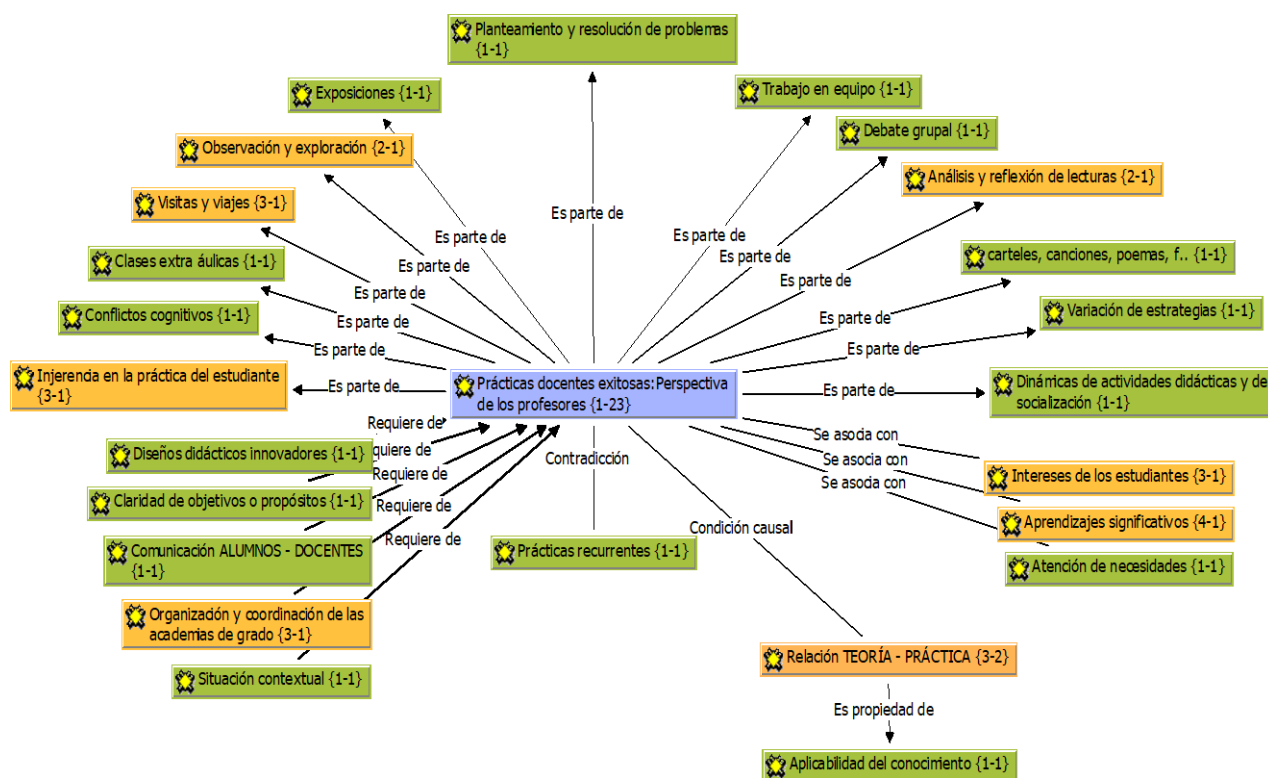 Planteamiento y resolución de problemas
{1-1}
Exposiciones {1-1}
Trabajo en equipo {1-1}
Observación y exploración {2-1}
Debate grupal {1-1}
Análisis y reflexión de lecturas {2-1}
Visitas y viajes {3-1}
Es parte de
Es parte de
Es parte de
Clases extra áulicas {1-1}
carteles, canciones, poemas, f.. {1-1}
Es parte de
Es parte de
Es parte de
Es parte de
Conflictos cognitivos {1-1}
Variación de estrategias {1-1}
Es parte de
Es parte de
Es parte de
Es parte de
Injerencia en la práctica del estudiante
{3-1}
Es parte de
Prácticas docentes exitosas:Perspectiva
de los profesores {1-23}
Es parte de
Dinámicas de actividades didácticas y de
socialización {1-1}
Requiere de
Se asocia con
Diseños didácticos innovadores {1-1}
quiere de
Contradicción
Se asocia con
Requiere de
Se asocia con
Intereses de los estudiantes {3-1}
Claridad de objetivos o propósitos {1-1}
Requiere de
Condición causal
Aprendizajes significativos {4-1}
Requiere de
Comunicación ALUMNOS - DOCENTES
{1-1}
Prácticas recurrentes {1-1}
Atención de necesidades {1-1}
Organización y coordinación de las
academias de grado {3-1}
Relación TEORÍA - PRÁCTICA {3-2}
Situación contextual {1-1}
Es propiedad de
Aplicabilidad del conocimiento {1-1}